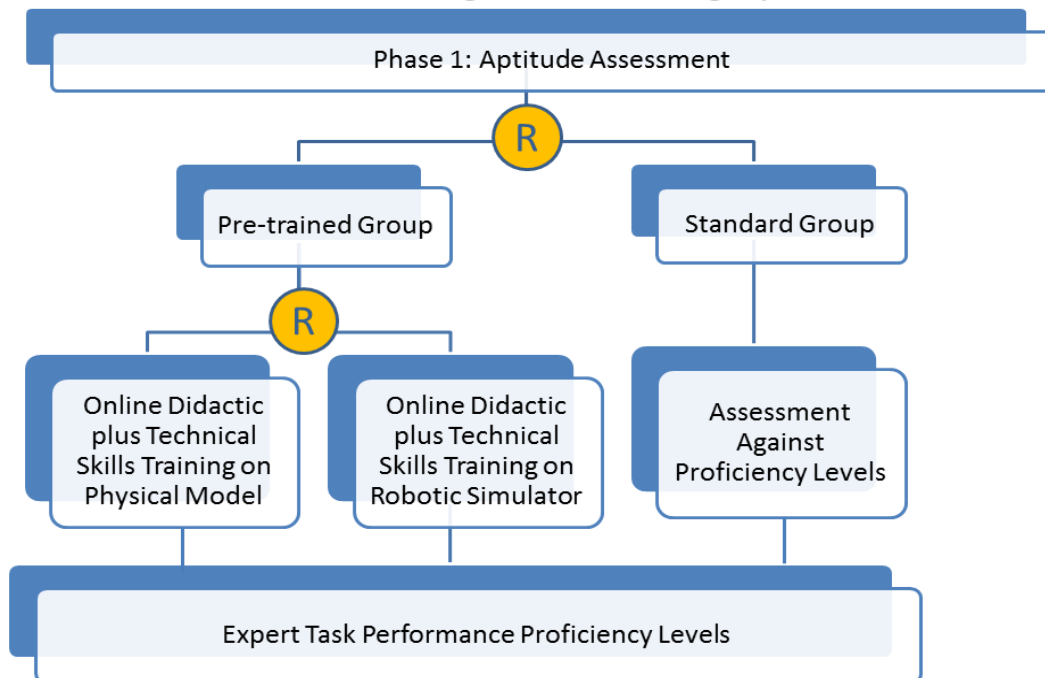 Phase 1: Aptitude Assessment
R
Pre-trained Group
Standard Group
R
Online Didactic
plus Technical
Skills Training on
Physical Model
Online Didactic
plus Technical
Skills Training on
Robotic Simulator
Assessment
Against
Proficiency Levels
Expert Task Performance Proficiency Levels